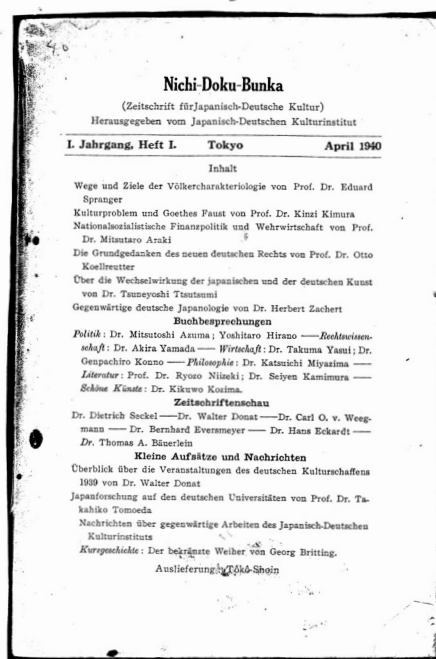 4.0
Nichi-Doku-Bunka
(Zeitschrift fürJapanisch-Deutsche Kultur)
Herausgegeben vom Japanisch-Deutschen Kulturinstitut
I. Jahrgang, Heft I. Tokyo April 1940
Inhalt
Wege und Ziele der Völkercharakteriologie von Prof. Dr. Eduard
Spranger
Kulturproblem und Goethes Faust von Prof. Dr. Kinzi Kimura
Nationalsozialistische Finanzpolitik und Wehrwirtschaft von Prof.
Dr. Mitsutaro Araki
Die Grundgedanken des neuen deutschen Rechts von Prof. Dr. Otto
Koellreutter
Über die Wechselwirkung der japanischen und der deutschen Kunst
von Dr. Tsuneyoshi Ttsutsumi
Gegenwärtige deutsche Japanologie von Dr. Herbert Zachert
Buchbesprechungen
Politik: Dr. Mitsutoshi Azuma; Yoshitaro Hirano — Rechtswissen-
schaft: Dr. Akira Yamada — Wirtschaft: Dr. Takuma Yasui; Dr.
Genpachiro Konno — Philosophie: Dr. Katsuichi Miyazima —
Literatur: Prof. Dr. Ryozo Niizeki; Dr. Seiyen Kamimura —
Schöne Künste: Dr. Kikuwo Kozima.
Zeitschriftenschau
Dr. Dietrich Seckel — Dr. Walter Donat — Dr. Carl O. v. Weeg-
mann — Dr. Bernhard Eversmeyer — Dr. Hans Eckardt —
Dr. Thomas A. Bäuerlein
Kleine Aufsätze und Nachrichten
Überblick über die Veranstaltungen des deutschen Kulturschaffens
1939 von Dr. Walter Donat
Japanforschung auf den deutschen Universitäten von Prof. Dr. Ta-
kahiko Tomoeda
Nachrichten über gegenwärtige Arbeiten des Japanisch-Deutschen
Kulturinstituts
Kurzgeschichte: Der bekränzte Weiher von Georg Britting.
Auslieferung: Tôkô-Shoin